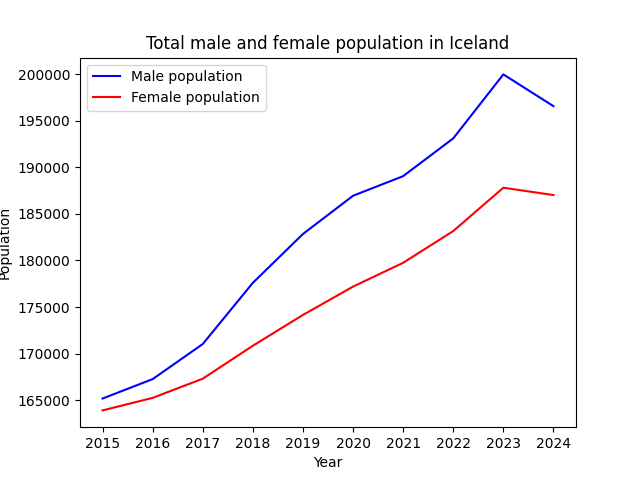 Total male and female population in Iceland
Male population
Female population
200000
195000
190000
185000
180000
175000
170000
165000
Population
2015 2016 2017 2018 2019 2020 2021 2022 2023 2024
Year